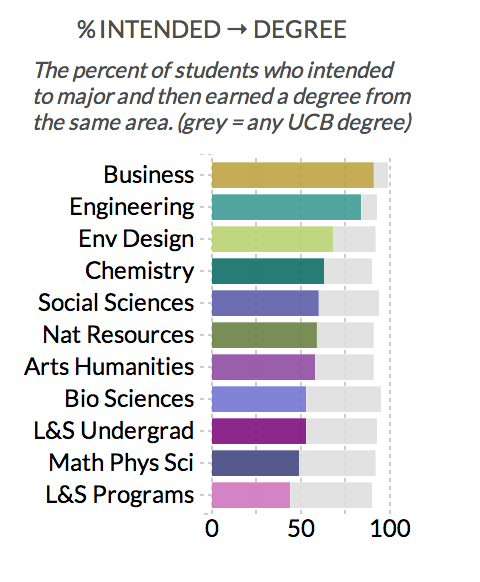 % INTENDED → DEGREE
The percent of students who intended
to major and then earned a degree from
the same area. (grey = any UCB degree)
Business
Engineering
Env Design
Chemistry
Social Sciences
Nat Resources
Arts Humanities
Bio Sciences
L&S Undergrad
Math Phys Sci
L&S Programs
0 50 100